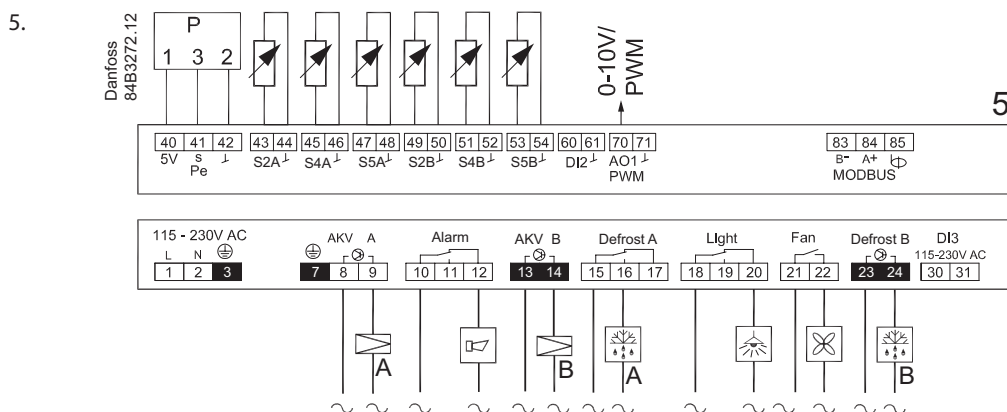 5.
Danfoss
84B3272.12
P
1 3 2
0-10V/
PWM
5
40 41 42 43 44 45 46 47 48 49 50 51 52 53 54 60 61 70 71 83 84 85
5V s S2A S4A S5A S2B S4B S5B DI2 AO1 B- A+
Pe PWM MODBUS
115 - 230V AC AKV A Alarm AKV B Defrost A LIght Fan Defrost B DI3
L N 115-230V AC
1 2 3 7 8 9 10 11 12 13 14 15 16 17 18 19 20 21 22 23 24 30 31
A B A B